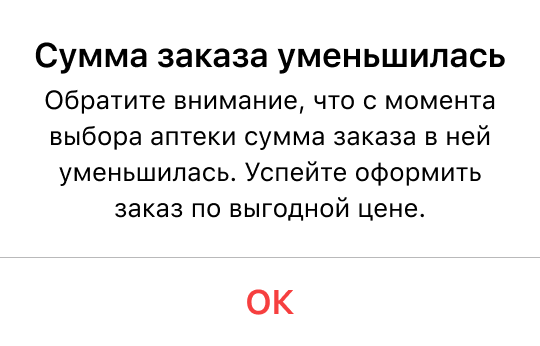 Сумма заказа уменьшилась
Обратите внимание, что с момента
выбора аптеки сумма заказа в ней
уменьшилась. Успейте оформить
заказ по выгодной цене.
ОК